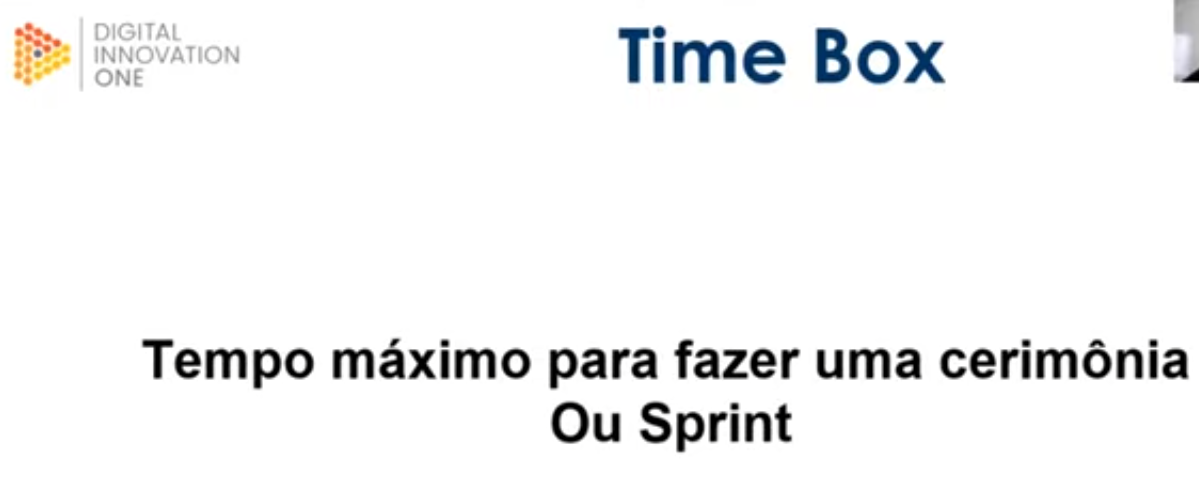 DIGITAL
INNOVATION
ONE
Time Box
Tempo máximo para fazer uma cerimônia
Ou Sprint